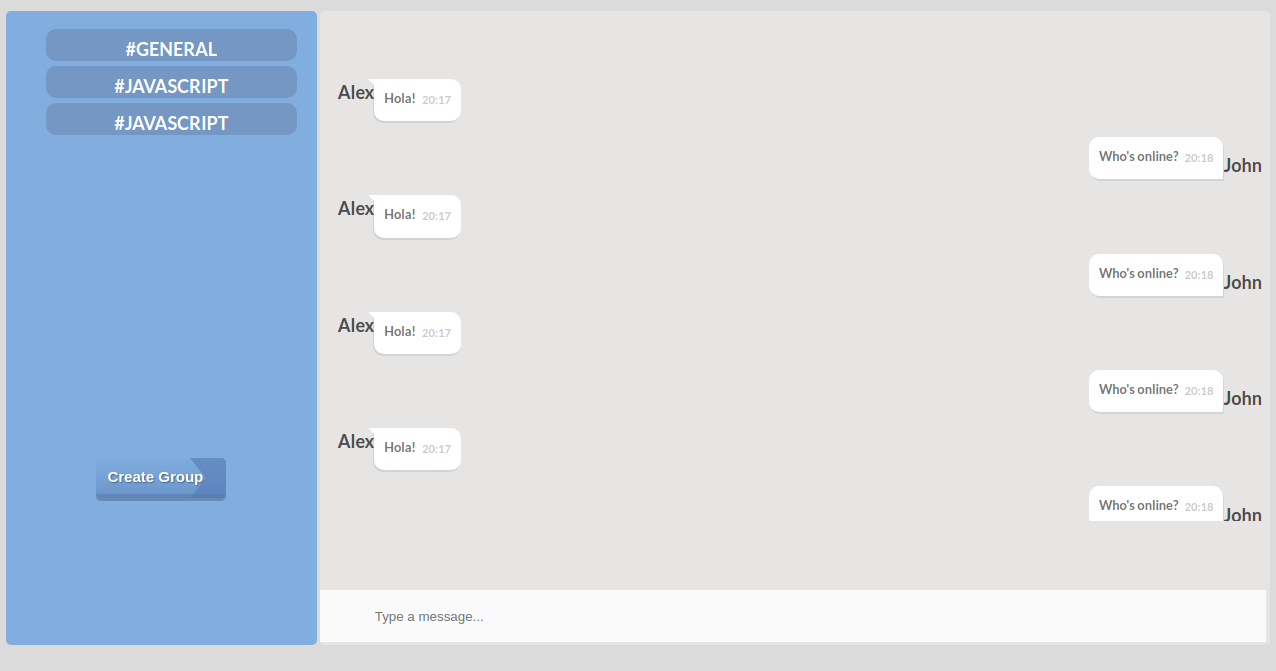 #GENERAL
#JAVASCRIPT
#JAVASCRIPT
Create Group
Alex Hola! 20:17
Who's online? 20:18 John
Alex Hola! 20:17
Who's online? 20:18 John
Alex Hola! 20:17
Who's online? 20:18 John
Alex Hola! 20:17
Who's online? 20:18 John
Type a message...